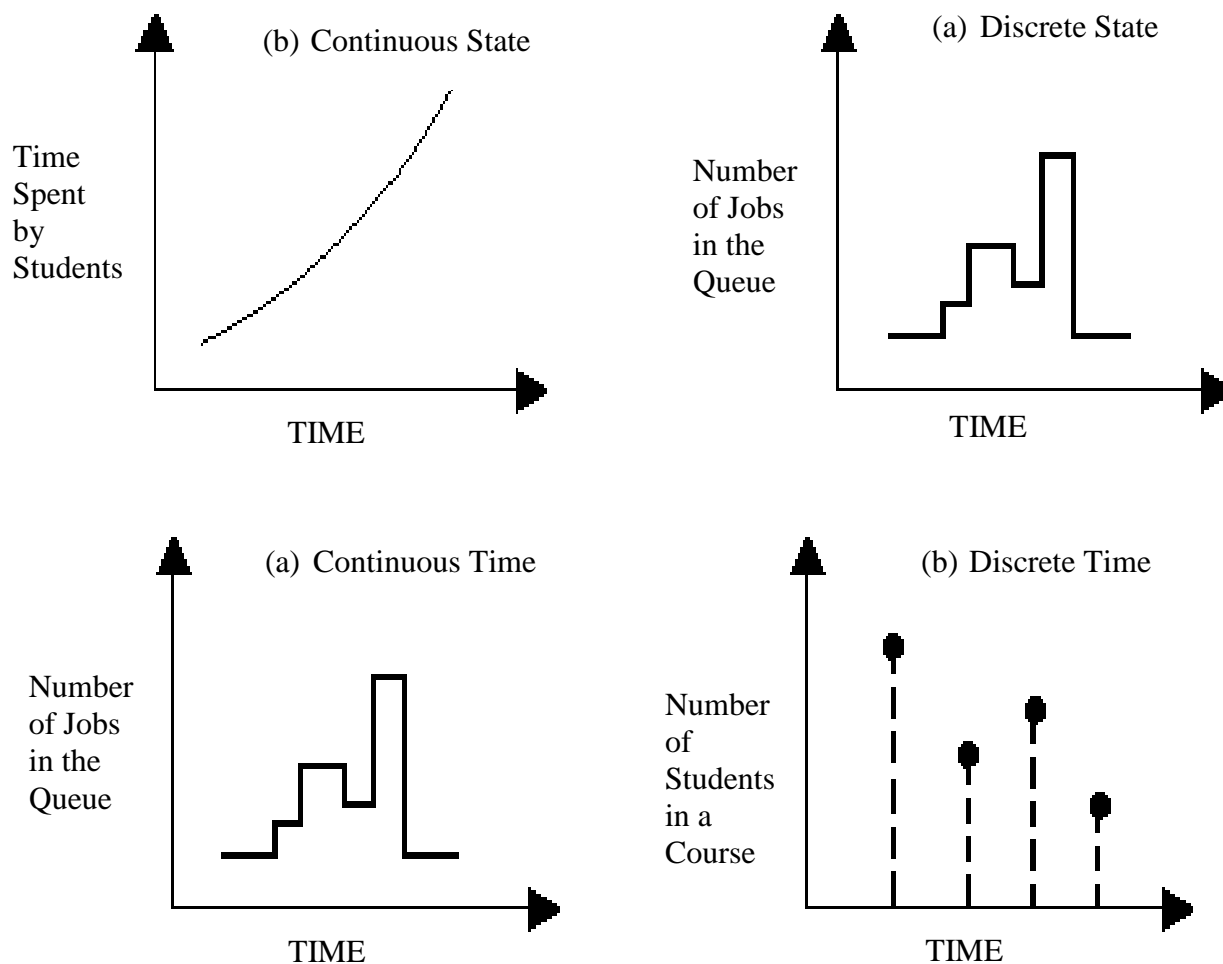 (b) Continuous State
Time
Spent
by
Students
TIME
(a) Discrete State
Number
of Jobs
in the
Queue
TIME
(a) Continuous Time
Number
of Jobs
in the
Queue
TIME
(b) Discrete Time
Number
of
Students
in a
Course
TIME